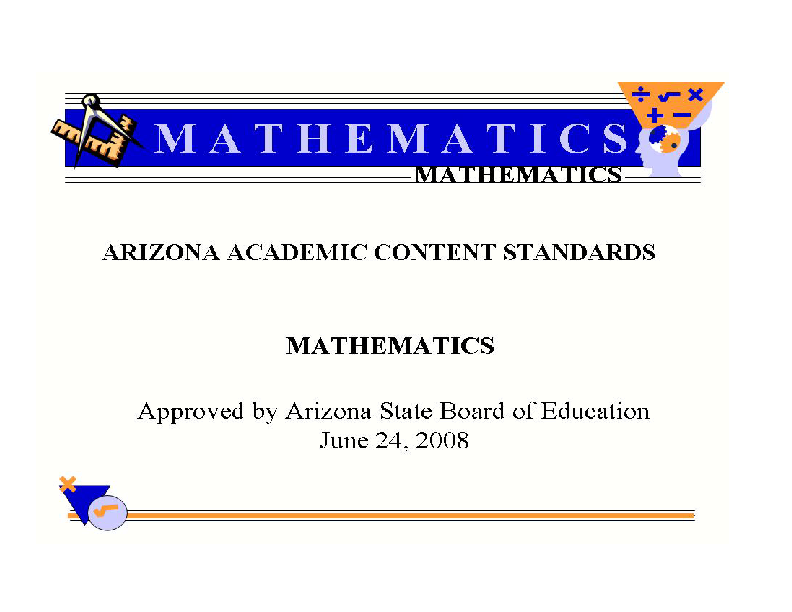 MATHEMATICS
MATHEMATICS
ARIZONA ACADEMIC CONTENT STANDARDS
MATHEMATICS
Approved by Arizona State Board of Education
June 24, 2008